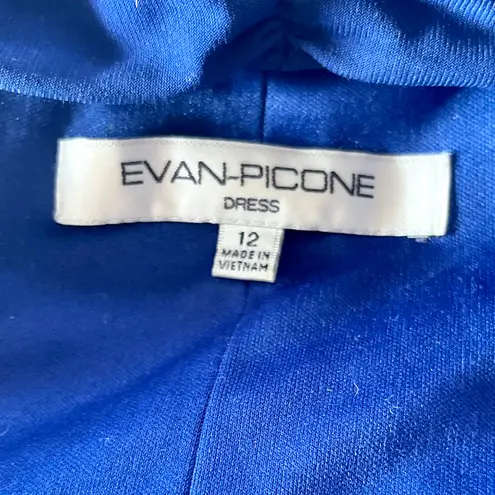 EVAN-PICONE
DRESS
12
MADE IN
VIETNAM